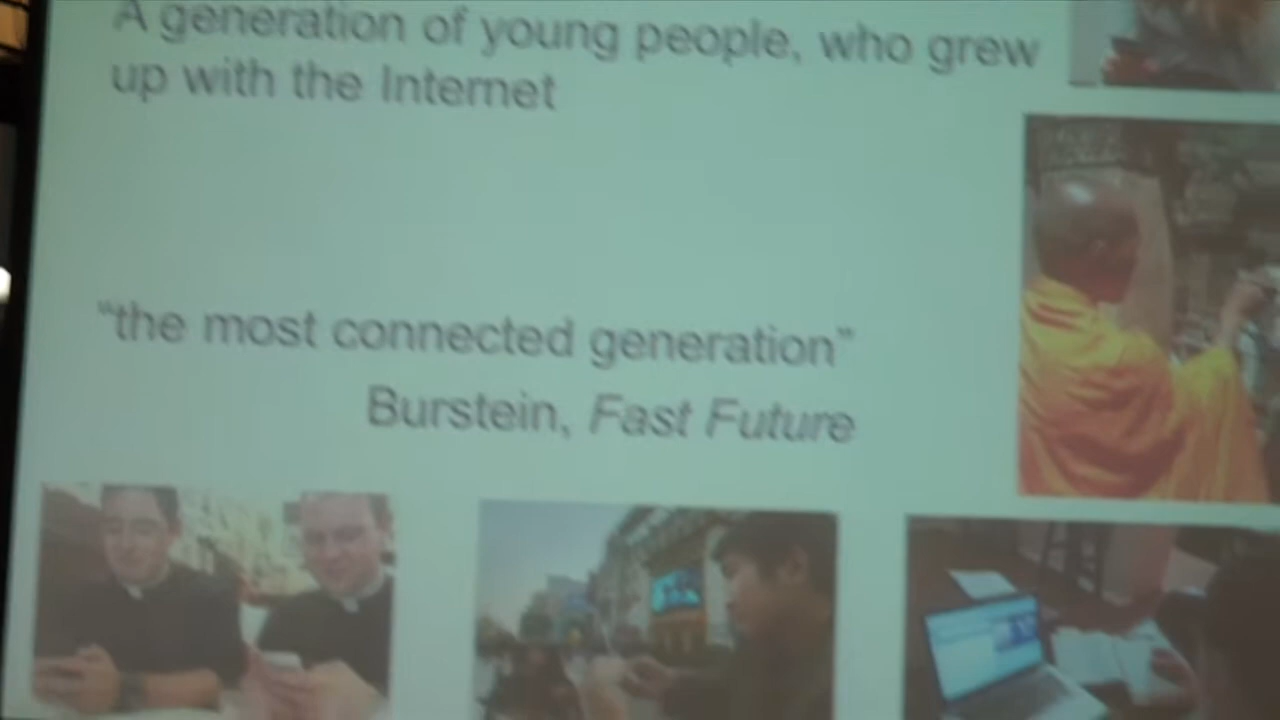 A generation of young people, who grew
up with the Internet
“the most connected generation”
Burstein, Fast Future